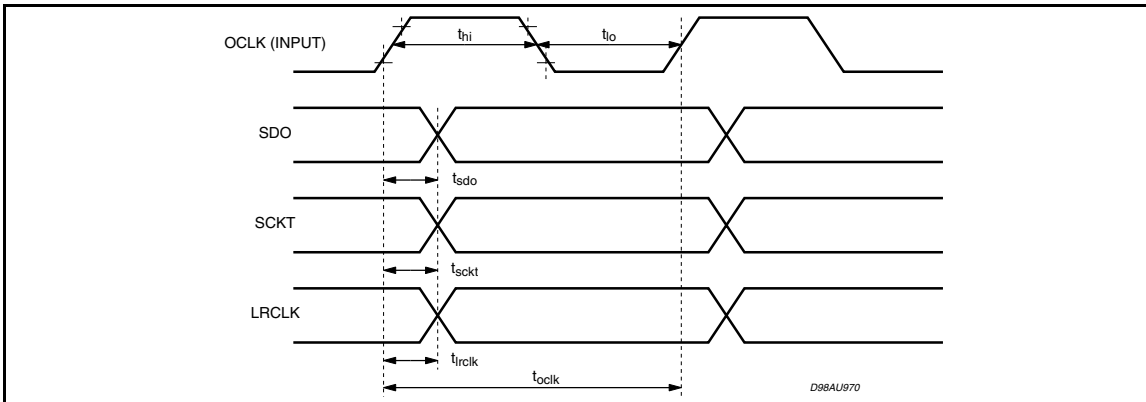 OCLK (INPUT)
thi
tlo
SDO
tsdo
SCKT
tsckt
LRCLK
tlrclk
toclk
D98AU970